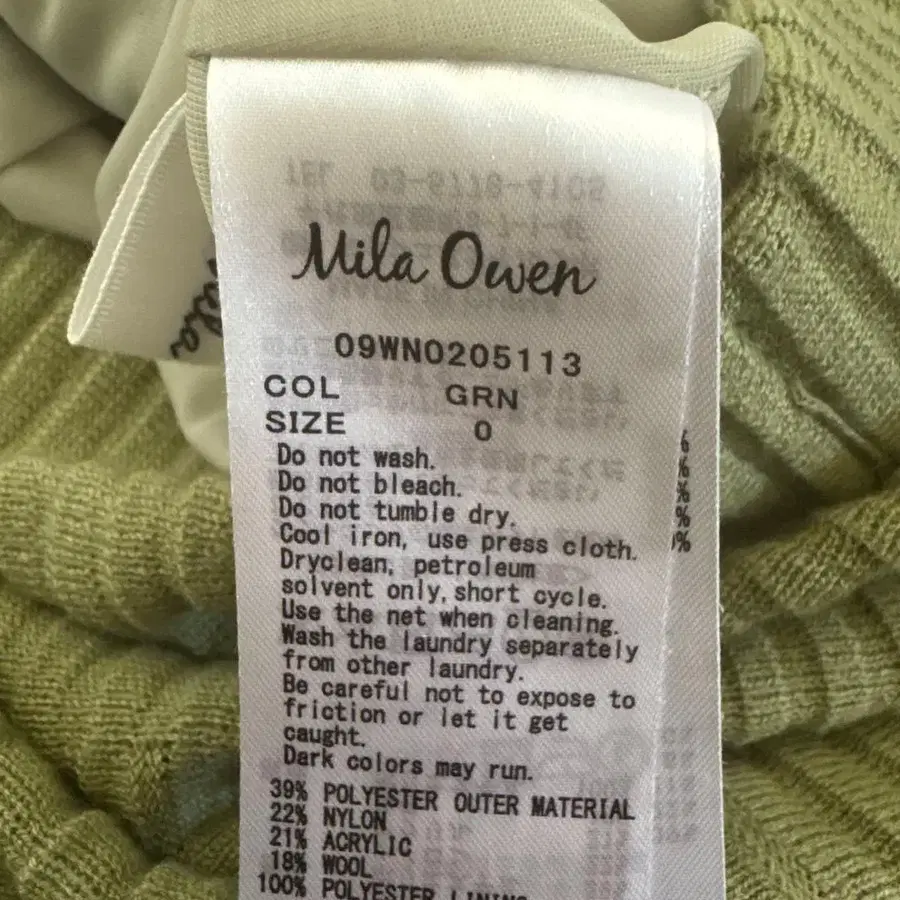 Mila Owen
09WNO205113
COL GRN
SIZE 0
Do not wash.
Do not bleach.
Do not tumble dry.
Cool iron, use press cloth.
Dryclean, petroleum
solvent only, short cycle.
Use the net when cleaning.
Wash the laundry separately
from other laundry.
Be careful not to expose to
friction or let it get
caught.
Dark colors may run.
39% POLYESTER OUTER MATERIAL
22% NYLON
21% ACRYLIC
18% WOOL
100% POLYESTER LINING